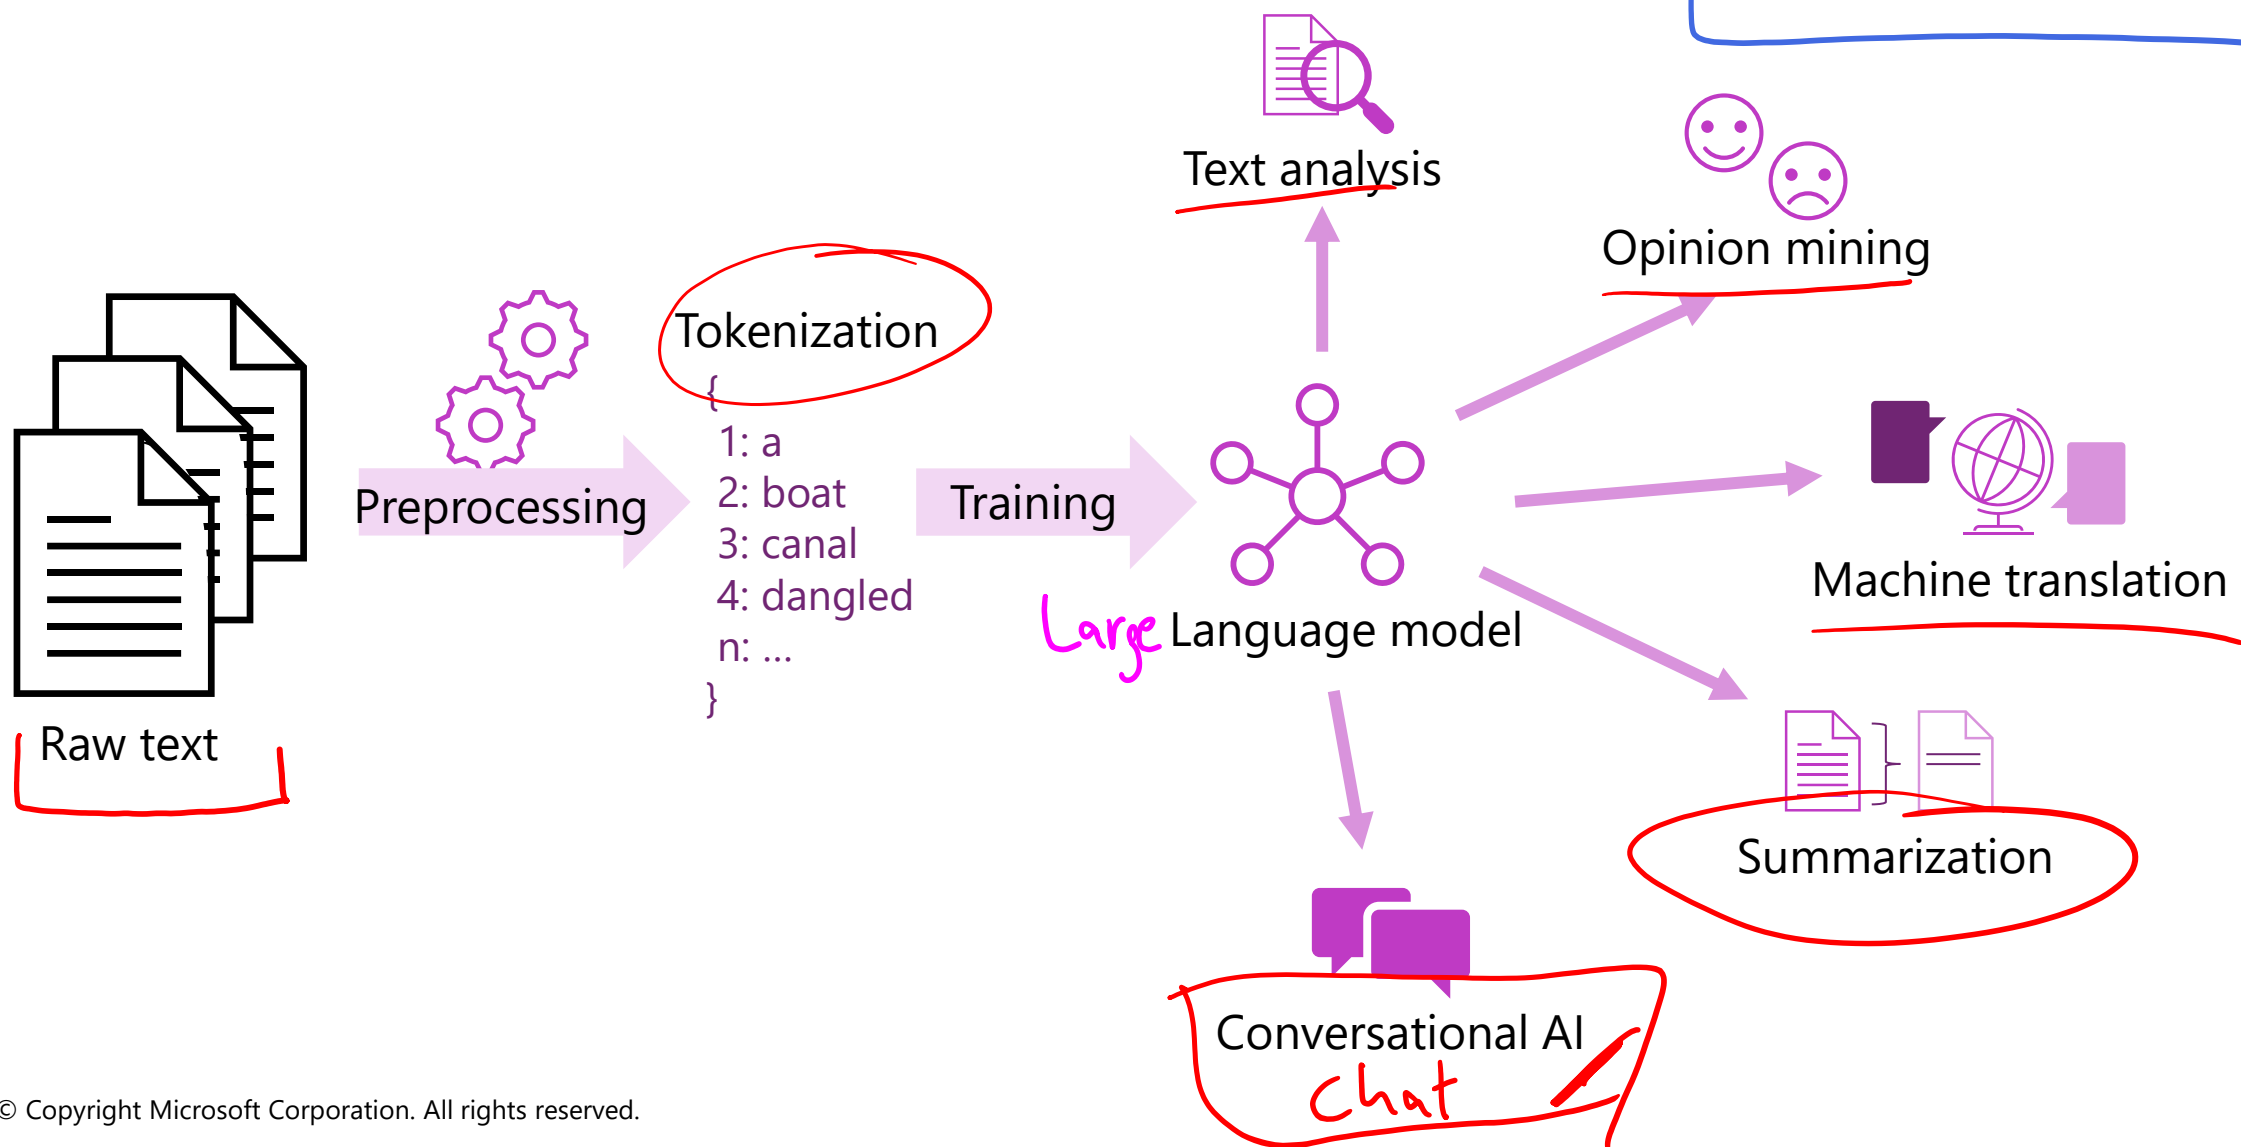 Text analysis
Opinion mining
Tokenization
{
1: a
2: boat
3: canal
4: dangled
n: ...
}
Preprocessing
Training
Machine translation
Large Language model
Raw text
Summarization
Conversational AI
Chat
© Copyright Microsoft Corporation. All rights reserved.